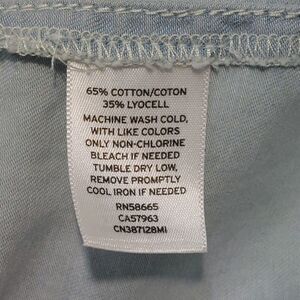 65% COTTON/COTON
35% LYOCELL
MACHINE WASH COLD,
WITH LIKE COLORS
ONLY NON-CHLORINE
BLEACH IF NEEDED
TUMBLE DRY LOW,
REMOVE PROMPTLY
COOL IRON IF NEEDED
RN58665
CA57963
CN387128MI